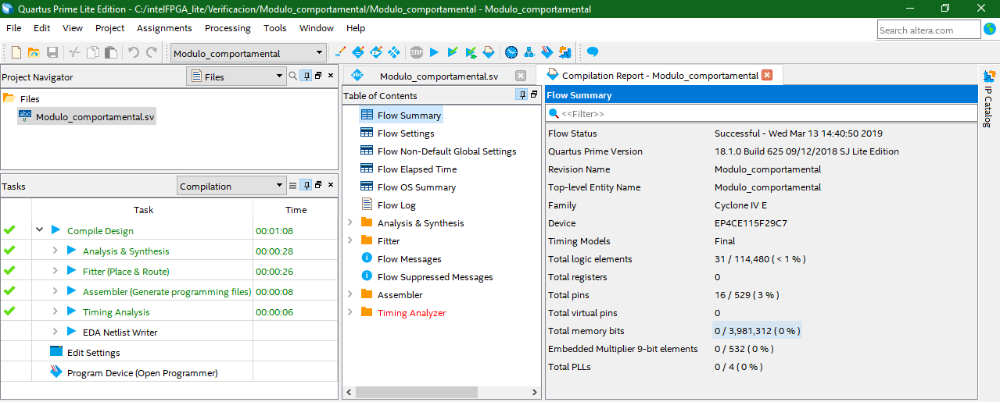 Quartus Prime Lite Edition - C:/intelFPGA_lite/Verificacion/Modulo_comportamental/Modulo_comportamental - Modulo_comportamental
File Edit View Project Assignments Processing Tools Window Help
Search altera.com
Modulo_comportamental
STOP
Project Navigator
Files
Files
abc
Modulo_comportamental.sv
Tasks
Compilation
Task Time
Compile Design 00:01:08
Analysis & Synthesis 00:00:28
Fitter (Place & Route) 00:00:26
Assembler (Generate programming files) 00:00:08
Timing Analysis 00:00:06
EDA Netlist Writer
Edit Settings
Program Device (Open Programmer)
abc
Modulo_comportamental.sv
Table of Contents
Flow Summary
Flow Settings
Flow Non-Default Global Settings
Flow Elapsed Time
Flow OS Summary
Flow Log
Analysis & Synthesis
Fitter
Flow Messages
Flow Suppressed Messages
Assembler
Timing Analyzer
Compilation Report - Modulo_comportamental
Flow Summary
<<Filter>>
Flow Status Successful - Wed Mar 13 14:40:50 2019
Quartus Prime Version 18.1.0 Build 625 09/12/2018 SJ Lite Edition
Revision Name Modulo_comportamental
Top-level Entity Name Modulo_comportamental
Family Cyclone IV E
Device EP4CE115F29C7
Timing Models Final
Total logic elements 31 / 114,480 ( < 1 % )
Total registers 0
Total pins 16 / 529 ( 3 % )
Total virtual pins 0
Total memory bits 0 / 3,981,312 ( 0 % )
Embedded Multiplier 9-bit elements 0 / 532 ( 0 % )
Total PLLs 0 / 4 ( 0 % )
IP Catalog